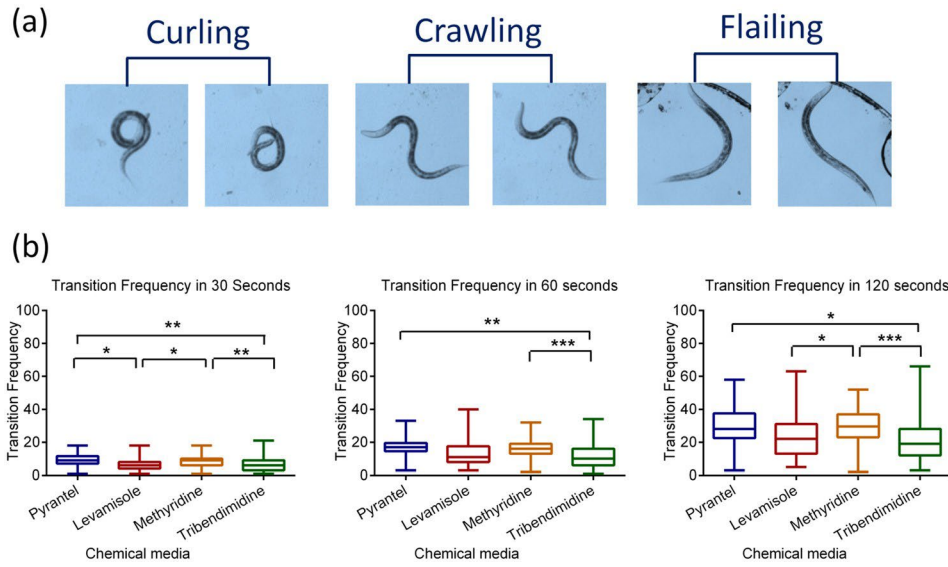 (a)
Curling
Crawling
Flailing
(b)
Transition Frequency in 30 Seconds
Transition Frequency
100
80
60
40
20
0
**
*
*
**
Pyrantel
Levamisole
Methyridine
Tribendimidine
Chemical media
Transition Frequency in 60 seconds
Transition Frequency
100
80
60
40
20
0
**
***
Pyrantel
Levamisole
Methyridine
Tribendimidine
Chemical media
Transition Frequency in 120 seconds
Transition Frequency
100
80
60
40
20
0
*
*
***
Pyrantel
Levamisole
Methyridine
Tribendimidine
Chemical media